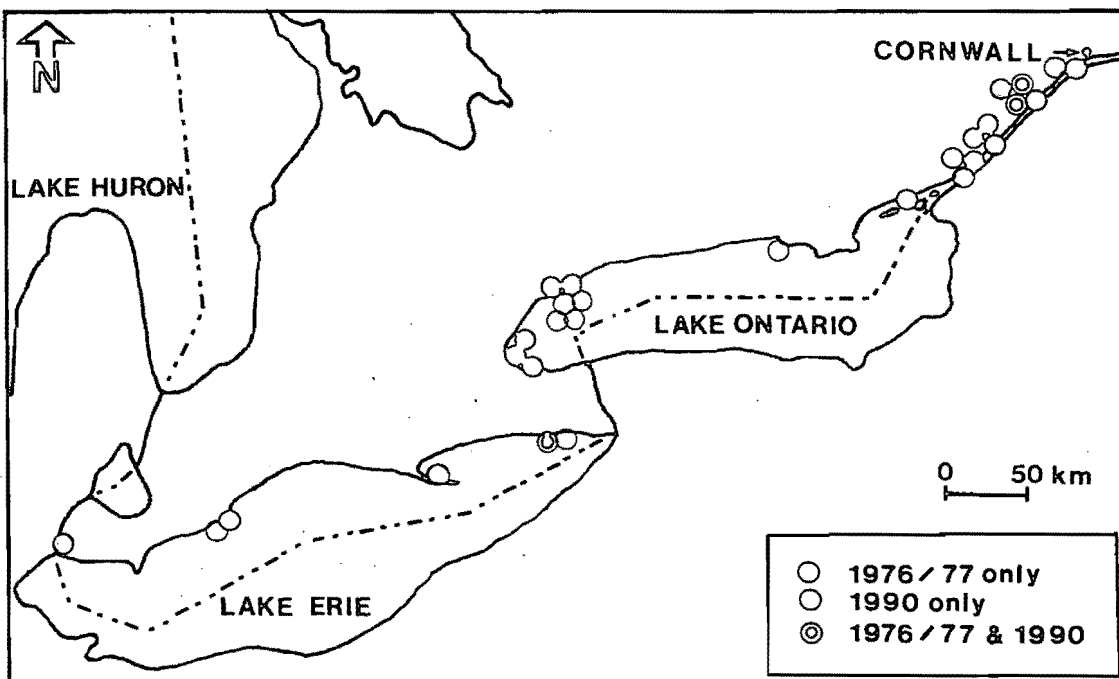 CORNWALL
N
LAKE HURON
LAKE ONTARIO
0 50 km
LAKE ERIE
1976/77 only
1990 only
1976/77 & 1990